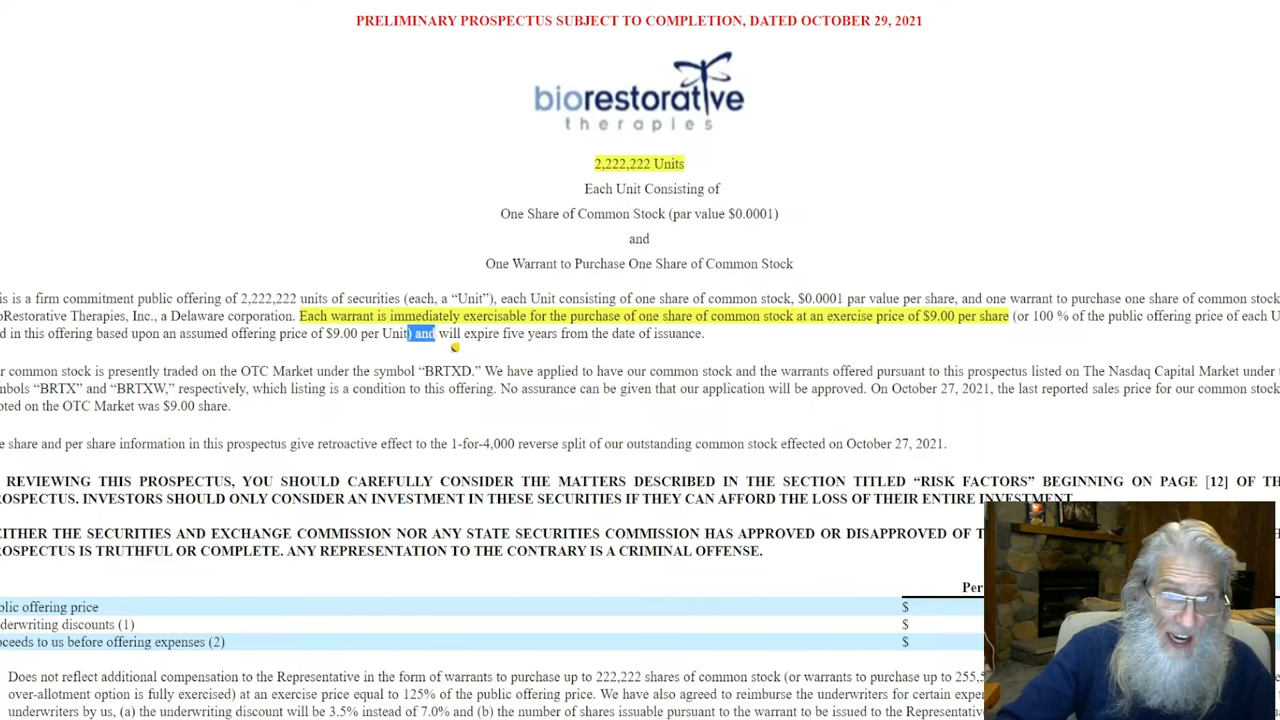 PRELIMINARY PROSPECTUS SUBJECT TO COMPLETION, DATED OCTOBER 29, 2021
biorestorative
therapies
2,222,222 Units
Each Unit Consisting of
One Share of Common Stock (par value $0.0001)
and
One Warrant to Purchase One Share of Common Stock
is is a firm commitment public offering of 2,222,222 units of securities (each, a “Unit”), each Unit consisting of one share of common stock, $0.0001 par value per share, and one warrant to purchase one share of common stock
oRestorative Therapies, Inc., a Delaware corporation. Each warrant is immediately exercisable for the purchase of one share of common stock at an exercise price of $9.00 per share (or 100 % of the public offering price of each U
d in this offering based upon an assumed offering price of $9.00 per Unit) and will expire five years from the date of issuance.
r common stock is presently traded on the OTC Market under the symbol “BRTXD.” We have applied to have our common stock and the warrants offered pursuant to this prospectus listed on The Nasdaq Capital Market under
mbols “BRTX” and “BRTXW,” respectively, which listing is a condition to this offering. No assurance can be given that our application will be approved. On October 27, 2021, the last reported sales price for our common stock
oted on the OTC Market was $9.00 share.
e share and per share information in this prospectus give retroactive effect to the 1-for-4,000 reverse split of our outstanding common stock effected on October 27, 2021.
REVIEWING THIS PROSPECTUS, YOU SHOULD CAREFULLY CONSIDER THE MATTERS DESCRIBED IN THE SECTION TITLED “RISK FACTORS” BEGINNING ON PAGE [12] OF TH
ROSPECTUS. INVESTORS SHOULD ONLY CONSIDER AN INVESTMENT IN THESE SECURITIES IF THEY CAN AFFORD THE LOSS OF THEIR ENTIRE INVESTMENT
EITHER THE SECURITIES AND EXCHANGE COMMISSION NOR ANY STATE SECURITIES COMMISSION HAS APPROVED OR DISAPPROVED OF
ROSPECTUS IS TRUTHFUL OR COMPLETE. ANY REPRESENTATION TO THE CONTRARY IS A CRIMINAL OFFENSE.
Per
blic offering price $
derwriting discounts (1) $
oceeds to us before offering expenses (2) $
Does not reflect additional compensation to the Representative in the form of warrants to purchase up to 222,222 shares of common stock (or warrants to purchase up to 255,5
over-allotment option is fully exercised) at an exercise price equal to 125% of the public offering price. We have also agreed to reimburse the underwriters for certain expen
underwriters by us, (a) the underwriting discount will be 3.5% instead of 7.0% and (b) the number of shares issuable pursuant to the warrant to be issued to the Representative